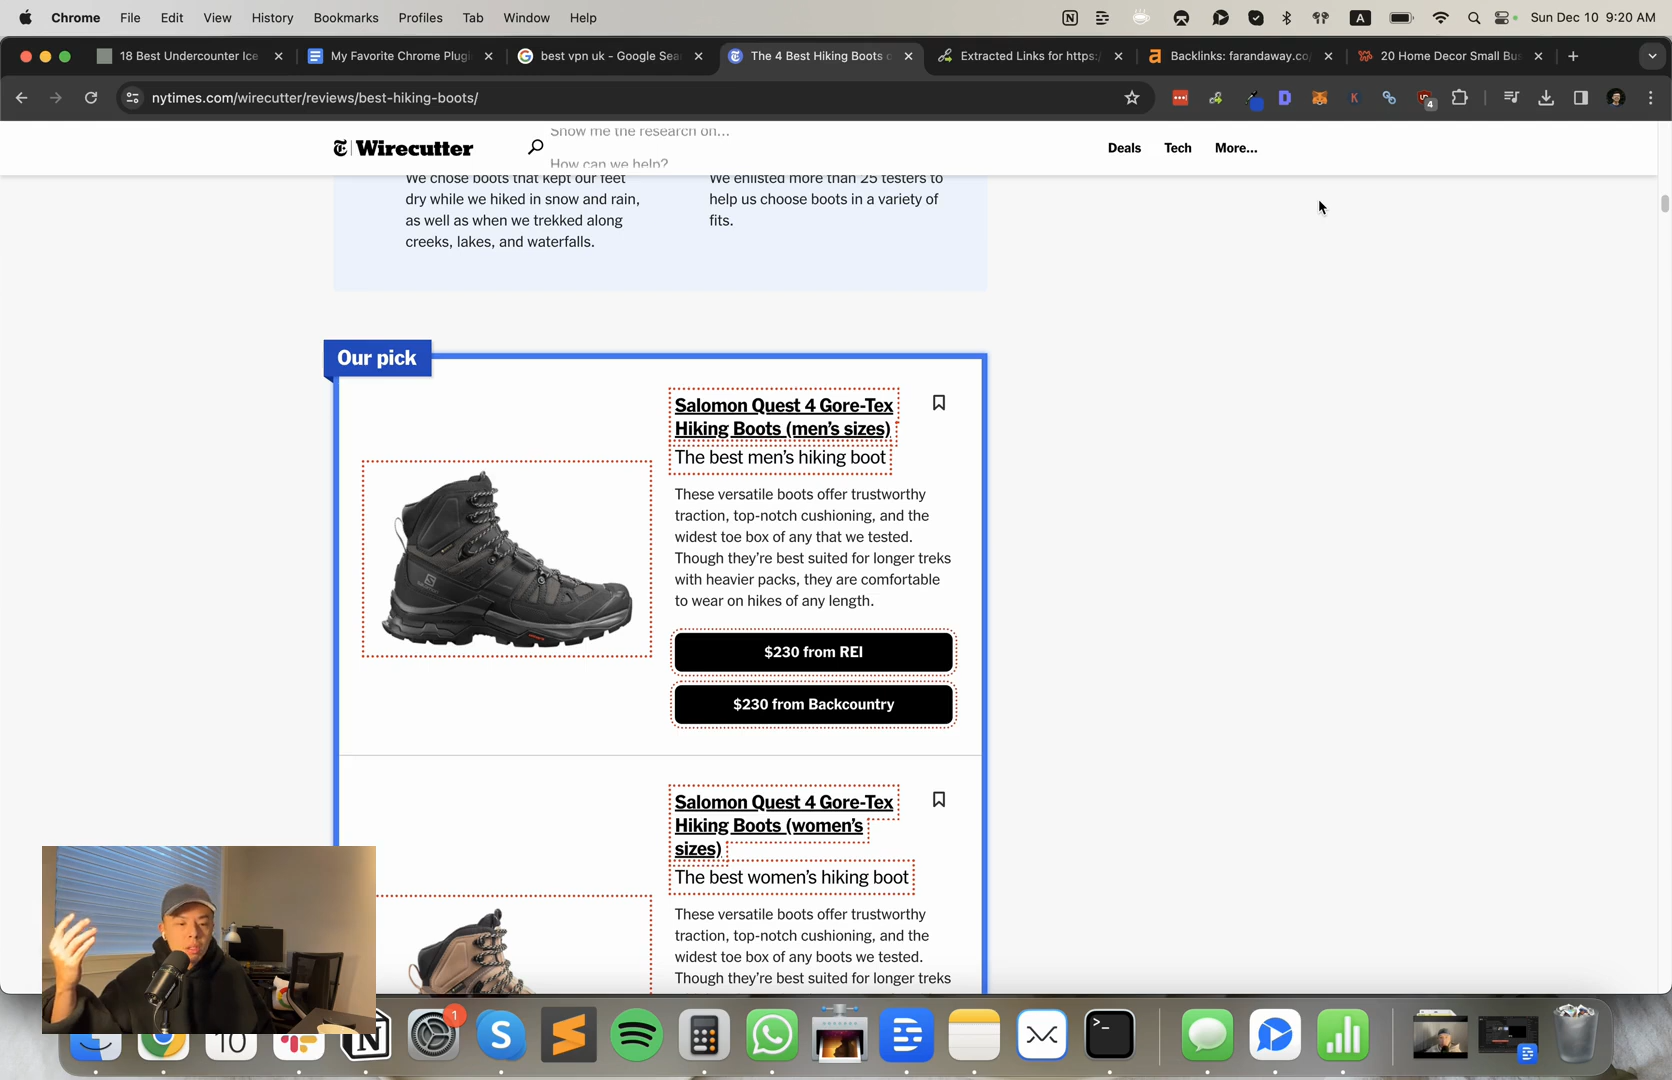 Chrome File Edit View History Bookmarks Profiles Tab Window Help
A
Sun Dec 10 9:20 AM
18 Best Undercounter Ice
My Favorite Chrome Plugi
best vpn uk - Google Sea
The 4 Best Hiking Boots o
Extracted Links for https:/
Backlinks: farandaway.co/
20 Home Decor Small Bus
nytimes.com/wirecutter/reviews/best-hiking-boots/
D
K
4
Wirecutter
Show me the research on...
How can we help?
Deals
Tech
More...
We chose boots that kept our feet
dry while we hiked in snow and rain,
as well as when we trekked along
creeks, lakes, and waterfalls.
We enlisted more than 25 testers to
help us choose boots in a variety of
fits.
Our pick
Salomon Quest 4 Gore-Tex
Hiking Boots (men’s sizes)
The best men’s hiking boot
These versatile boots offer trustworthy
traction, top-notch cushioning, and the
widest toe box of any that we tested.
Though they’re best suited for longer treks
with heavier packs, they are comfortable
to wear on hikes of any length.
$230 from REI
$230 from Backcountry
Salomon Quest 4 Gore-Tex
Hiking Boots (women’s
sizes)
The best women’s hiking boot
These versatile boots offer trustworthy
traction, top-notch cushioning, and the
widest toe box of any boots we tested.
Though they’re best suited for longer treks
10
1